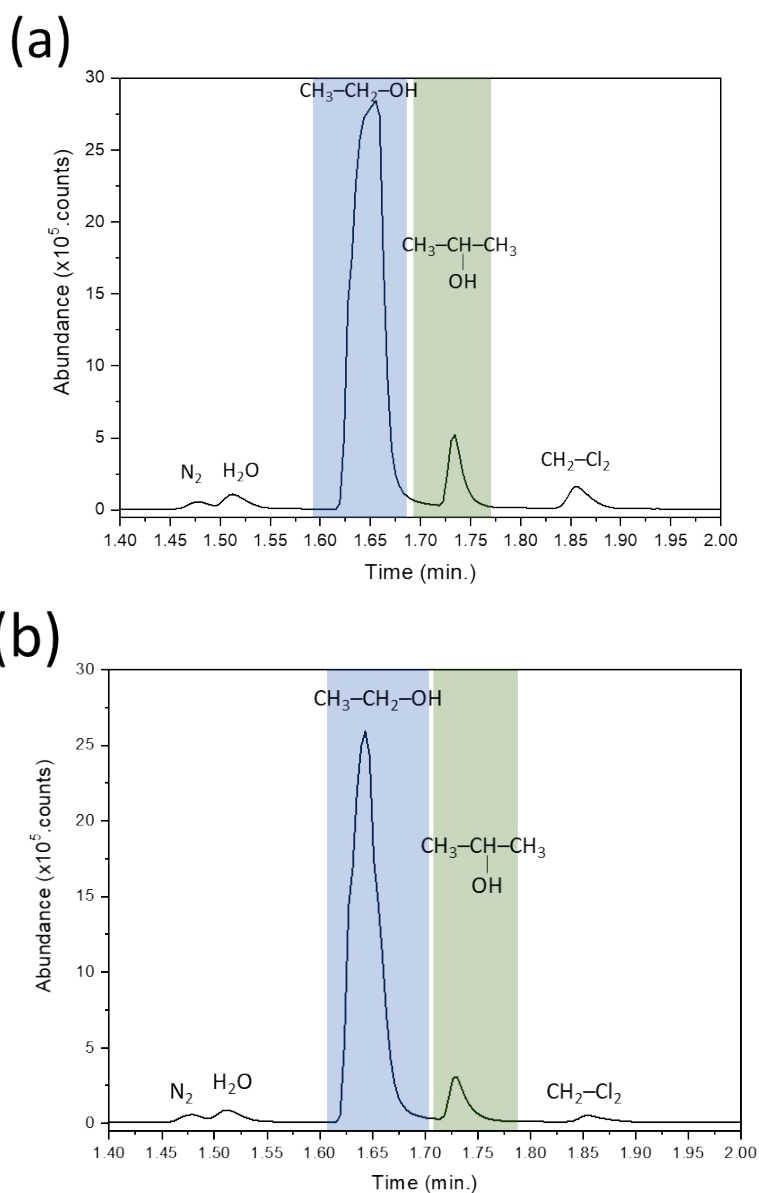 (a)
30
25
20
15
10
5
0
Abundance (x10⁵.counts)
CH₃–CH₂–OH
CH₃–CH–CH₃
OH
N₂
H₂O
CH₂–Cl₂
1.40 1.45 1.50 1.55 1.60 1.65 1.70 1.75 1.80 1.85 1.90 1.95 2.00
Time (min.)
(b)
30
25
20
15
10
5
0
Abundance (x10⁵.counts)
CH₃–CH₂–OH
CH₃–CH–CH₃
OH
N₂
H₂O
CH₂–Cl₂
1.40 1.45 1.50 1.55 1.60 1.65 1.70 1.75 1.80 1.85 1.90 1.95 2.00
Time (min.)